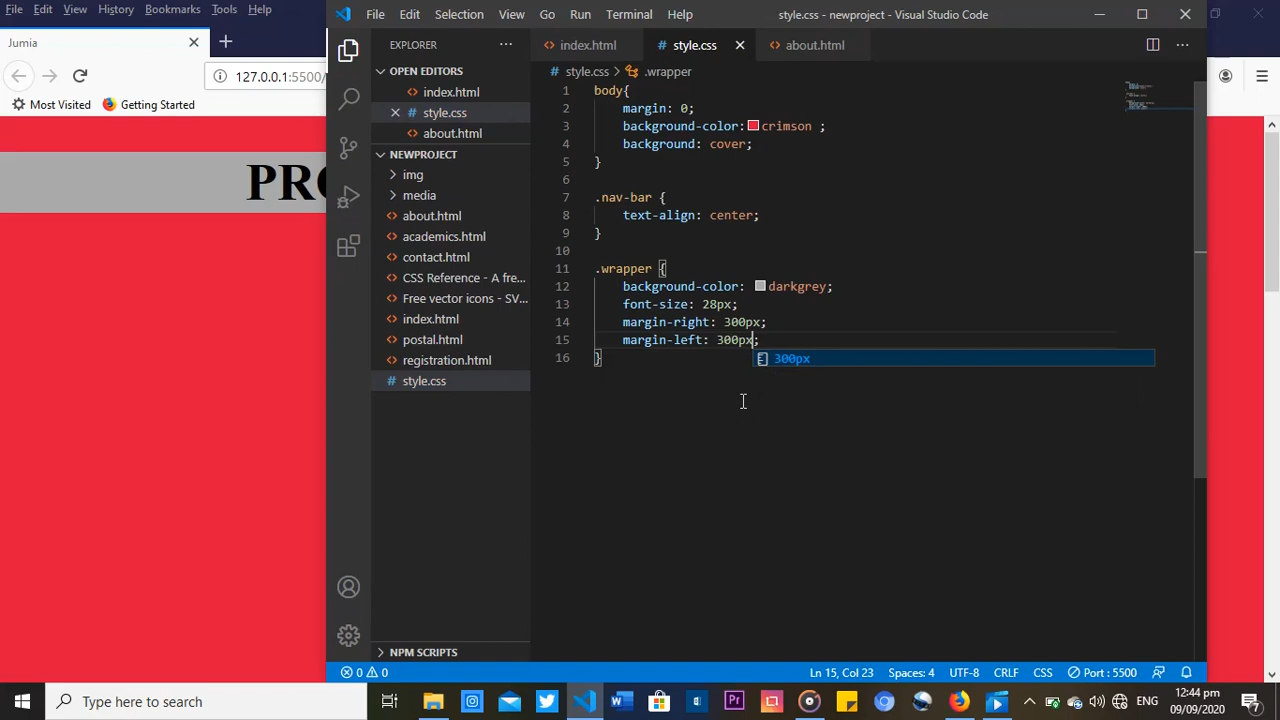 File Edit View History Bookmarks Tools Help
Jumia
127.0.0.1:5500/
Most Visited Getting Started
PRO
File Edit Selection View Go Run Terminal Help
style.css - newproject - Visual Studio Code
EXPLORER
OPEN EDITORS
index.html
style.css
about.html
NEWPROJECT
img
media
about.html
academics.html
contact.html
CSS Reference - A fre...
Free vector icons - SV...
index.html
postal.html
registration.html
style.css
NPM SCRIPTS
index.html style.css about.html
style.css .wrapper
1 body{
2 margin: 0;
3 background-color: crimson ;
4 background: cover;
5 }
6
7 .nav-bar {
8 text-align: center;
9 }
10
11 .wrapper {
12 background-color: darkgrey;
13 font-size: 28px;
14 margin-right: 300px;
15 margin-left: 300px;
16 }
300px
0 0 Ln 15, Col 23 Spaces: 4 UTF-8 CRLF CSS Port : 5500
Type here to search
ENG
12:44 pm
09/09/2020
7